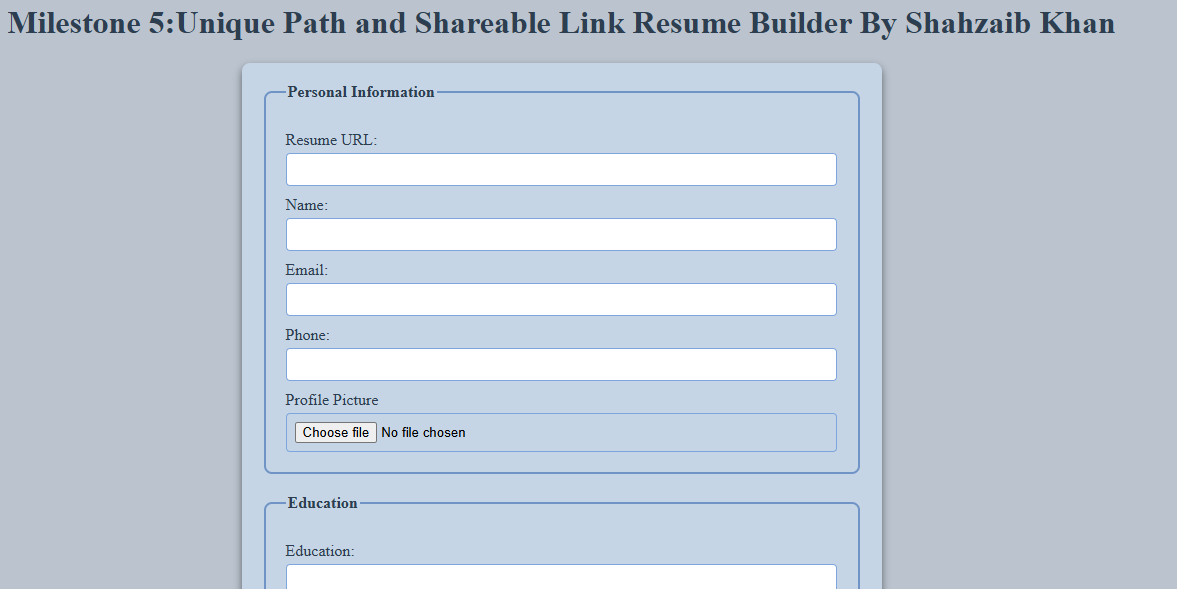 Milestone 5:Unique Path and Shareable Link Resume Builder By Shahzaib Khan
Personal Information
Resume URL:
Name:
Email:
Phone:
Profile Picture
Choose file No file chosen
Education
Education: